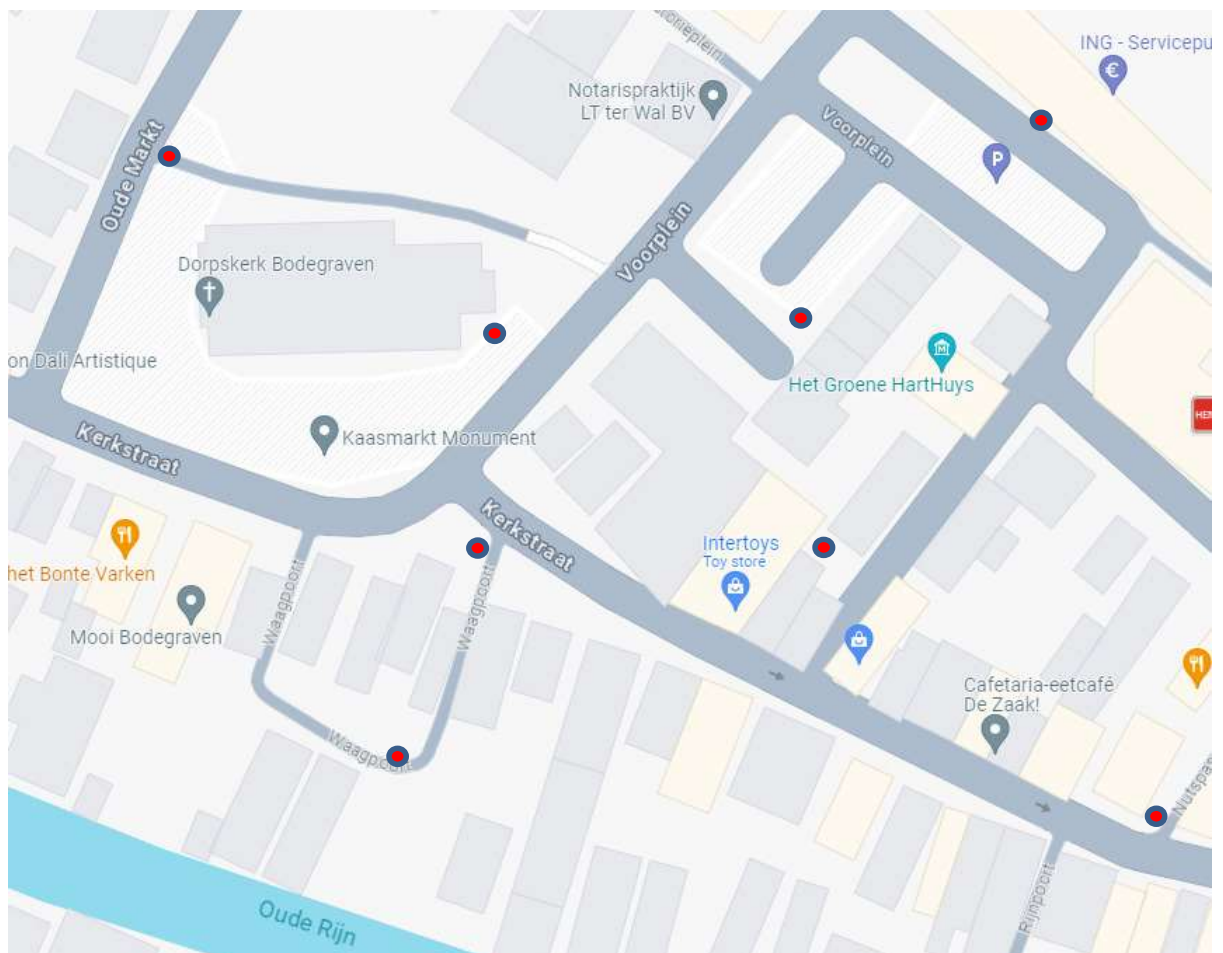 ING - Servicepu
€
Notarispraktijk
LT ter Wal BV
Voorplein
P
Oude Markt
Voorplein
Dorpskerk Bodegraven
on Dali Artistique
M
Het Groene HartHuys
HEM
Kaasmarkt Monument
Kerkstraat
Kerkstraat
Intertoys
Toy store
het Bonte Varken
Waagpoort
Waagpoort
Mooi Bodegraven
Cafetaria-eetcafé
De Zaak!
Waagpoort
Oude Rijn
Rijnpoort